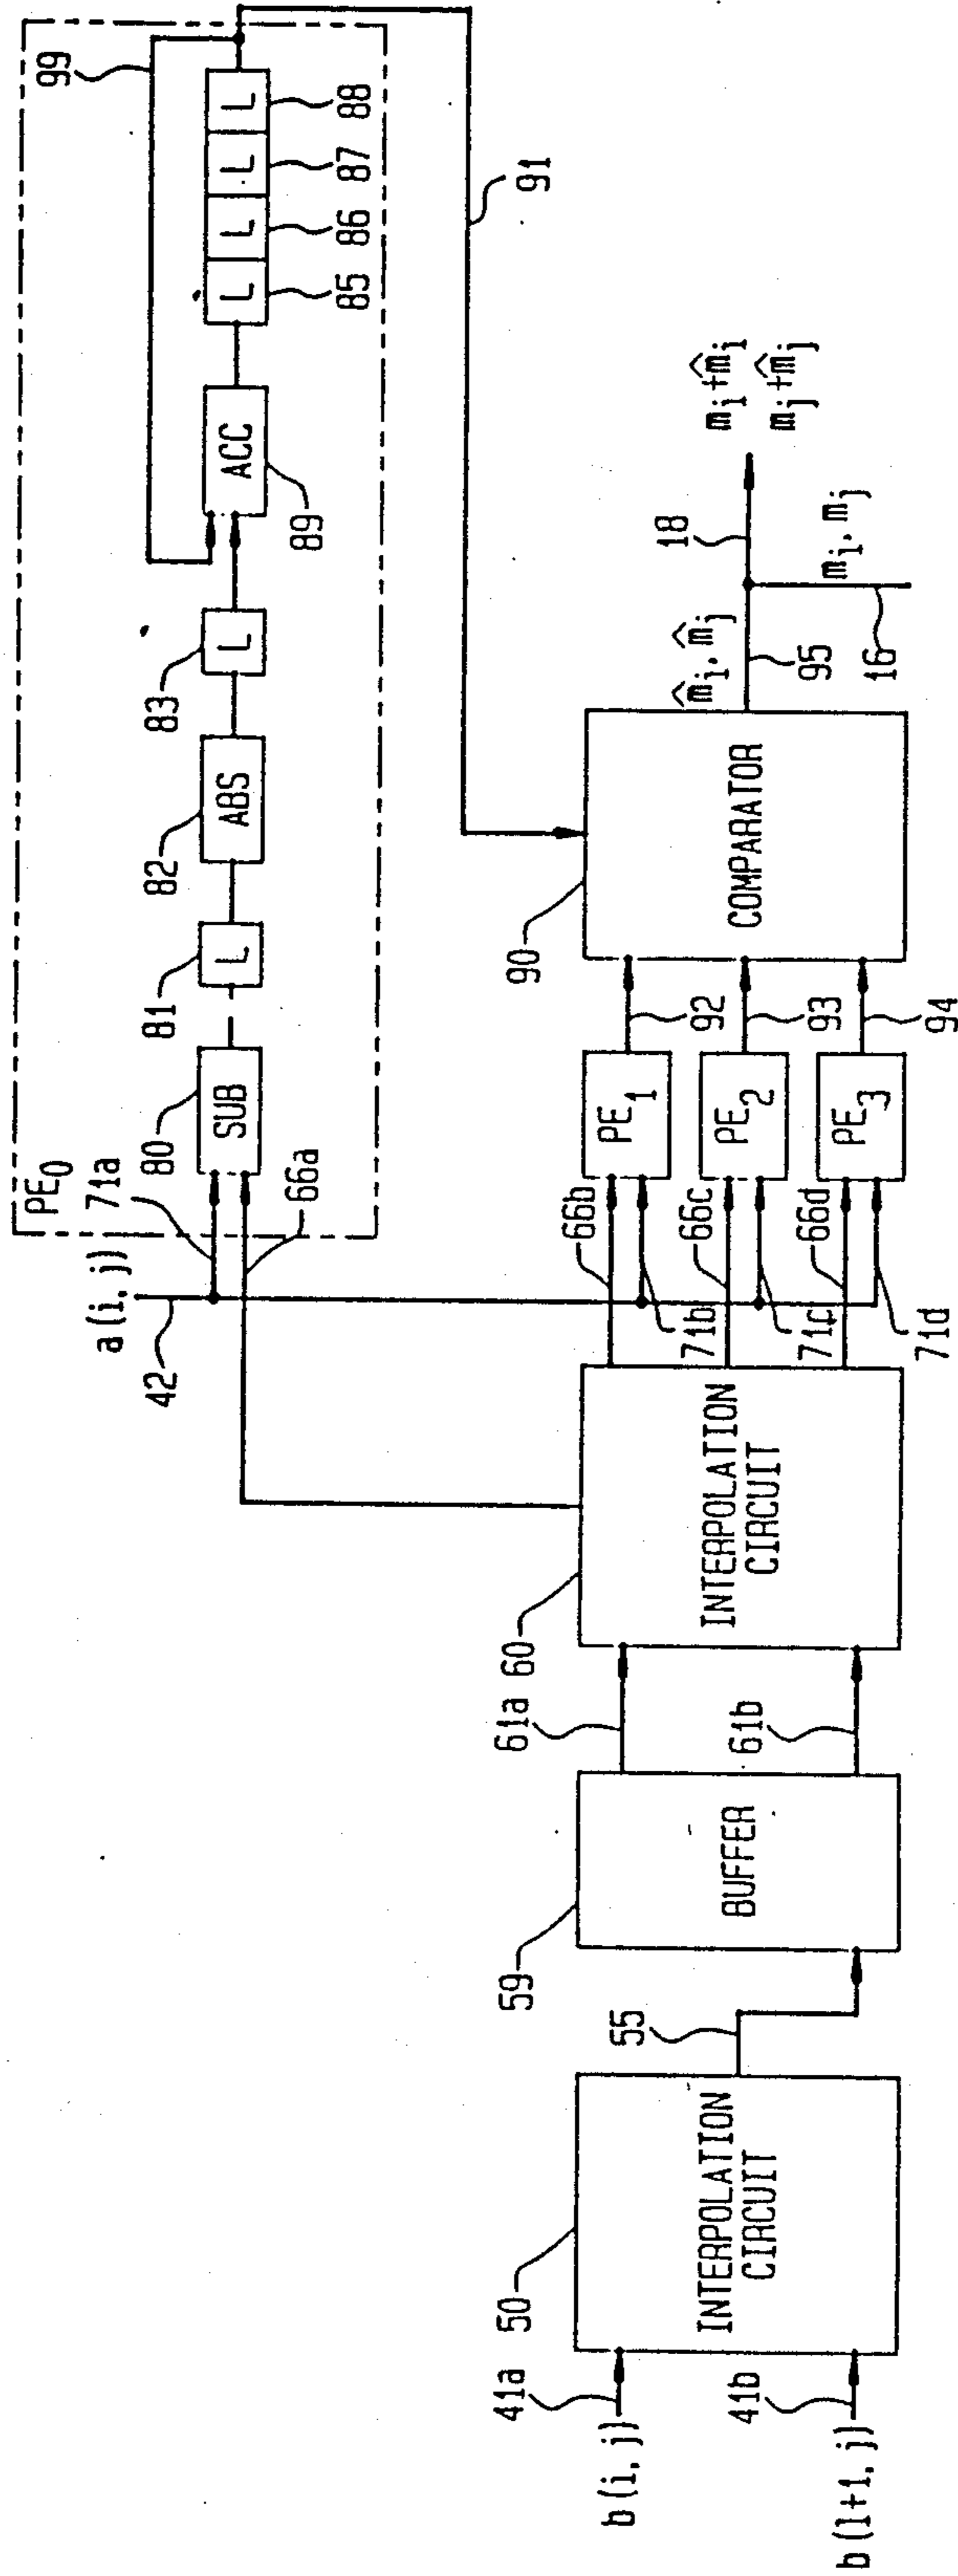 99
L L L L
85 86 87 88
ACC
89
L
83
ABS
82
L
81
SUB
80
PE0
71a
66a
a(i, j)
42
91
m̂i, m̂j
95
18
mi+m̂i
mj+m̂j
mi, mj
16
COMPARATOR
90
92
93
94
PE1
PE2
PE3
66b
71b
66c
71c
66d
71d
INTERPOLATION
CIRCUIT
60
61a
61b
BUFFER
59
55
INTERPOLATION
CIRCUIT
50
41a
b(i, j)
41b
b(l+1, j)